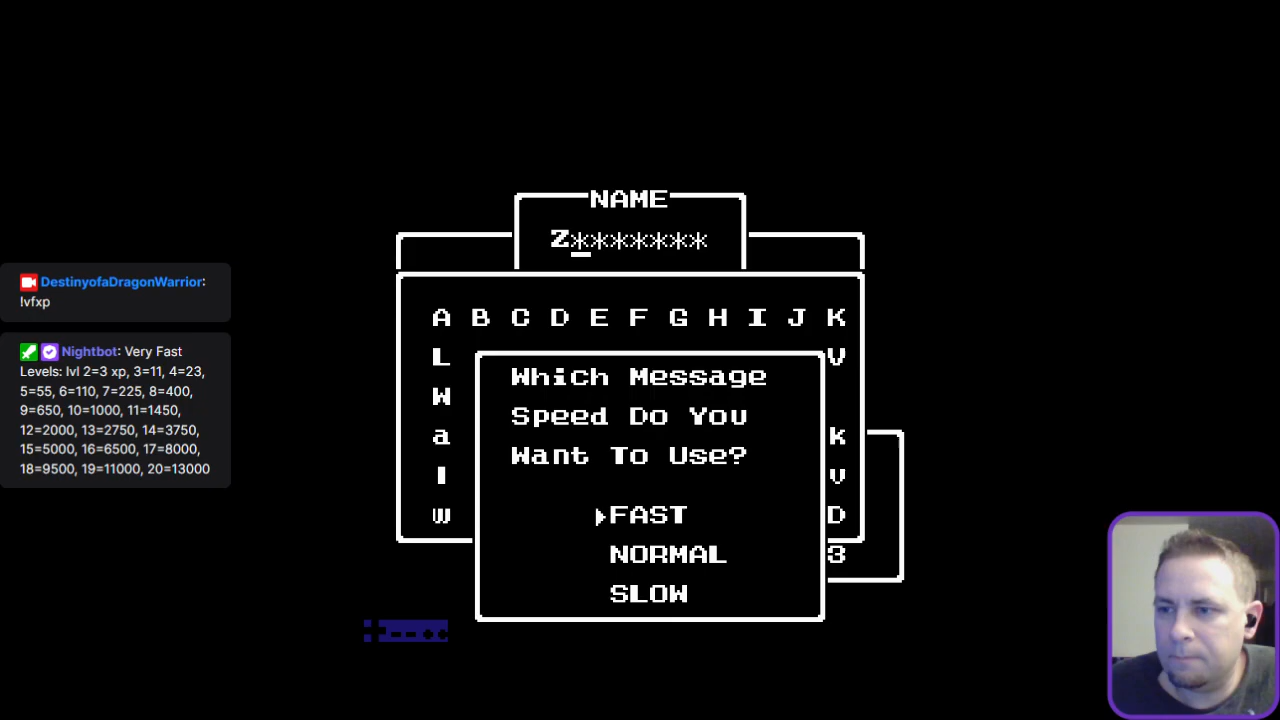 NAME
Z*******
A B C D E F G H I J K
L
V
W
a
k
l
v
w
D
3
Which Message
Speed Do You
Want To Use?
FAST
NORMAL
SLOW
DestinyofaDragonWarrior:
!vfxp
Nightbot: Very Fast
Levels: lvl 2=3 xp, 3=11, 4=23,
5=55, 6=110, 7=225, 8=400,
9=650, 10=1000, 11=1450,
12=2000, 13=2750, 14=3750,
15=5000, 16=6500, 17=8000,
18=9500, 19=11000, 20=13000